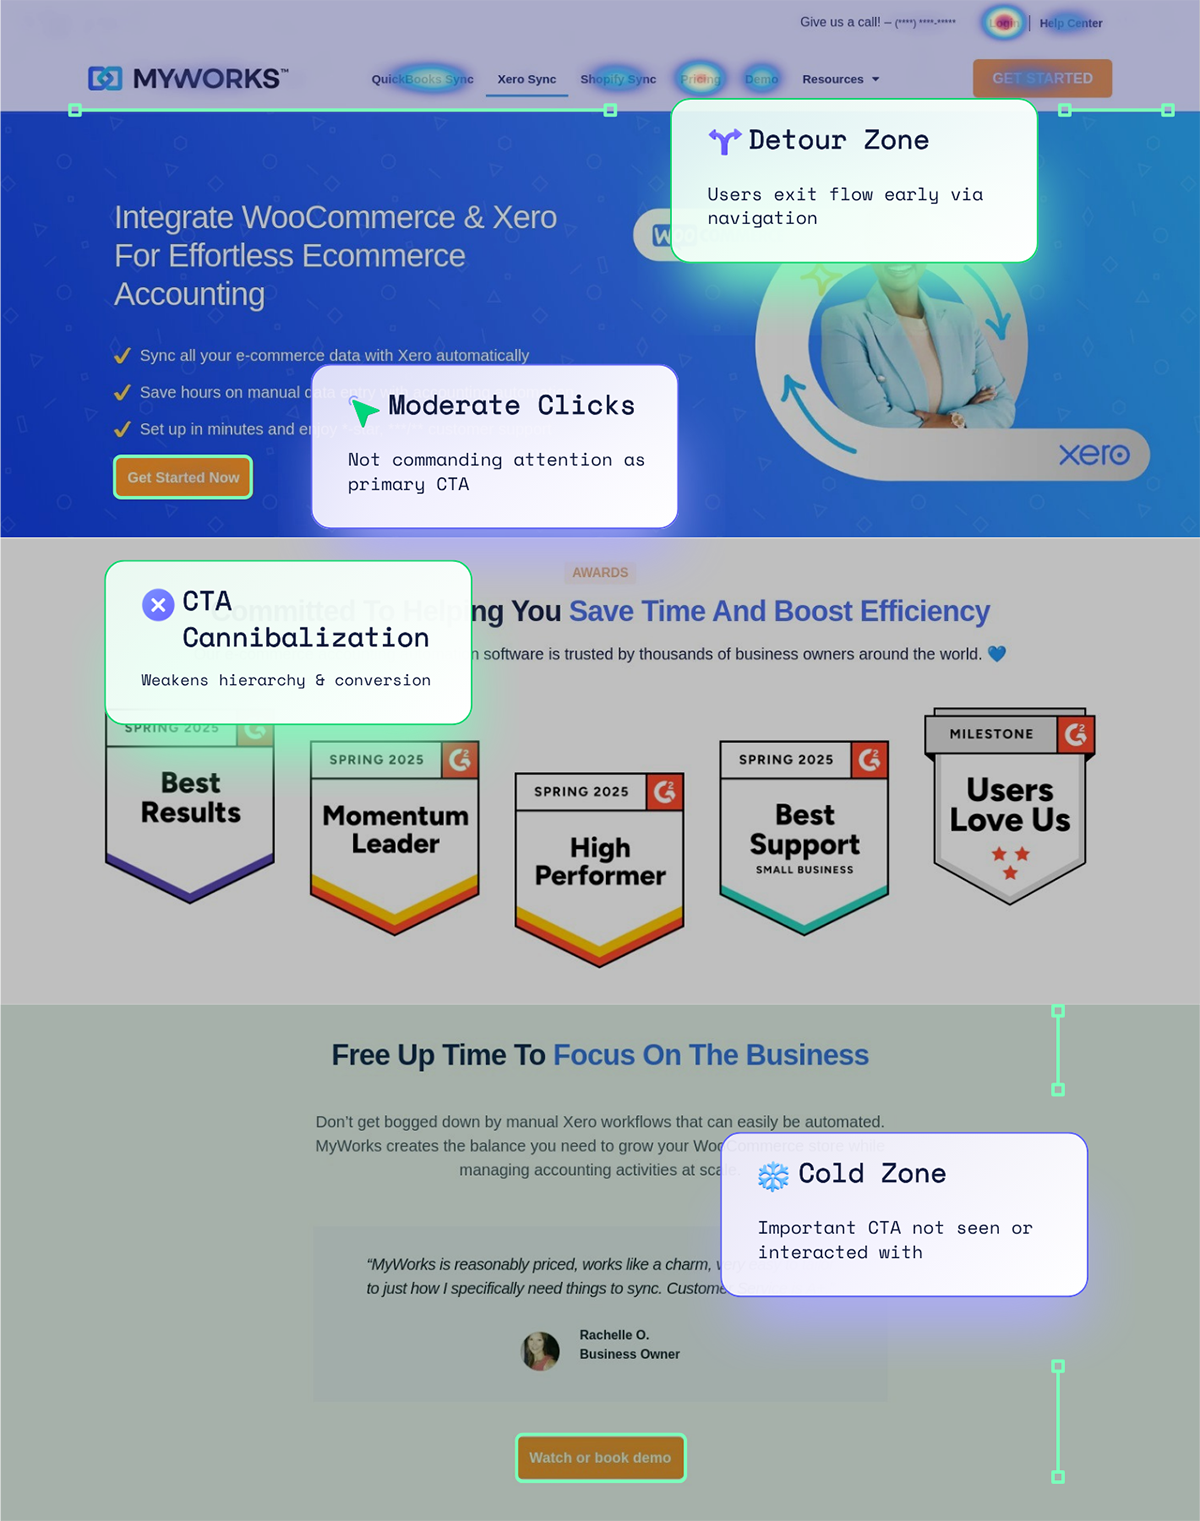 Give us a call! – (****) ****-*****
Login
Help Center
MYWORKS™
QuickBooks Sync
Xero Sync
Shopify Sync
Pricing
Demo
Resources
GET STARTED
Detour Zone
Users exit flow early via
navigation
Integrate WooCommerce & Xero
For Effortless Ecommerce
Accounting
Woo
Sync all your e-commerce data with Xero automatically
Save hours on manual data entry with accounting
Set up in minutes and enjoy
Get Started Now
Moderate Clicks
Not commanding attention as
primary CTA
xero
AWARDS
Committed To Helping You Save Time And Boost Efficiency
software is trusted by thousands of business owners around the world. 💙
CTA
Cannibalization
Weakens hierarchy & conversion
SPRING 2025
Best
Results
SPRING 2025
Momentum
Leader
SPRING 2025
High
Performer
SPRING 2025
Best
Support
SMALL BUSINESS
MILESTONE
Users
Love Us
Free Up Time To Focus On The Business
Don't get bogged down by manual Xero workflows that can easily be automated.
MyWorks creates the balance you need to grow your WooCommerce store while
managing accounting activities at scale.
Cold Zone
Important CTA not seen or
interacted with
“MyWorks is reasonably priced, works like a charm,
to just how I specifically need things to sync. Customer
Rachelle O.
Business Owner
Watch or book demo